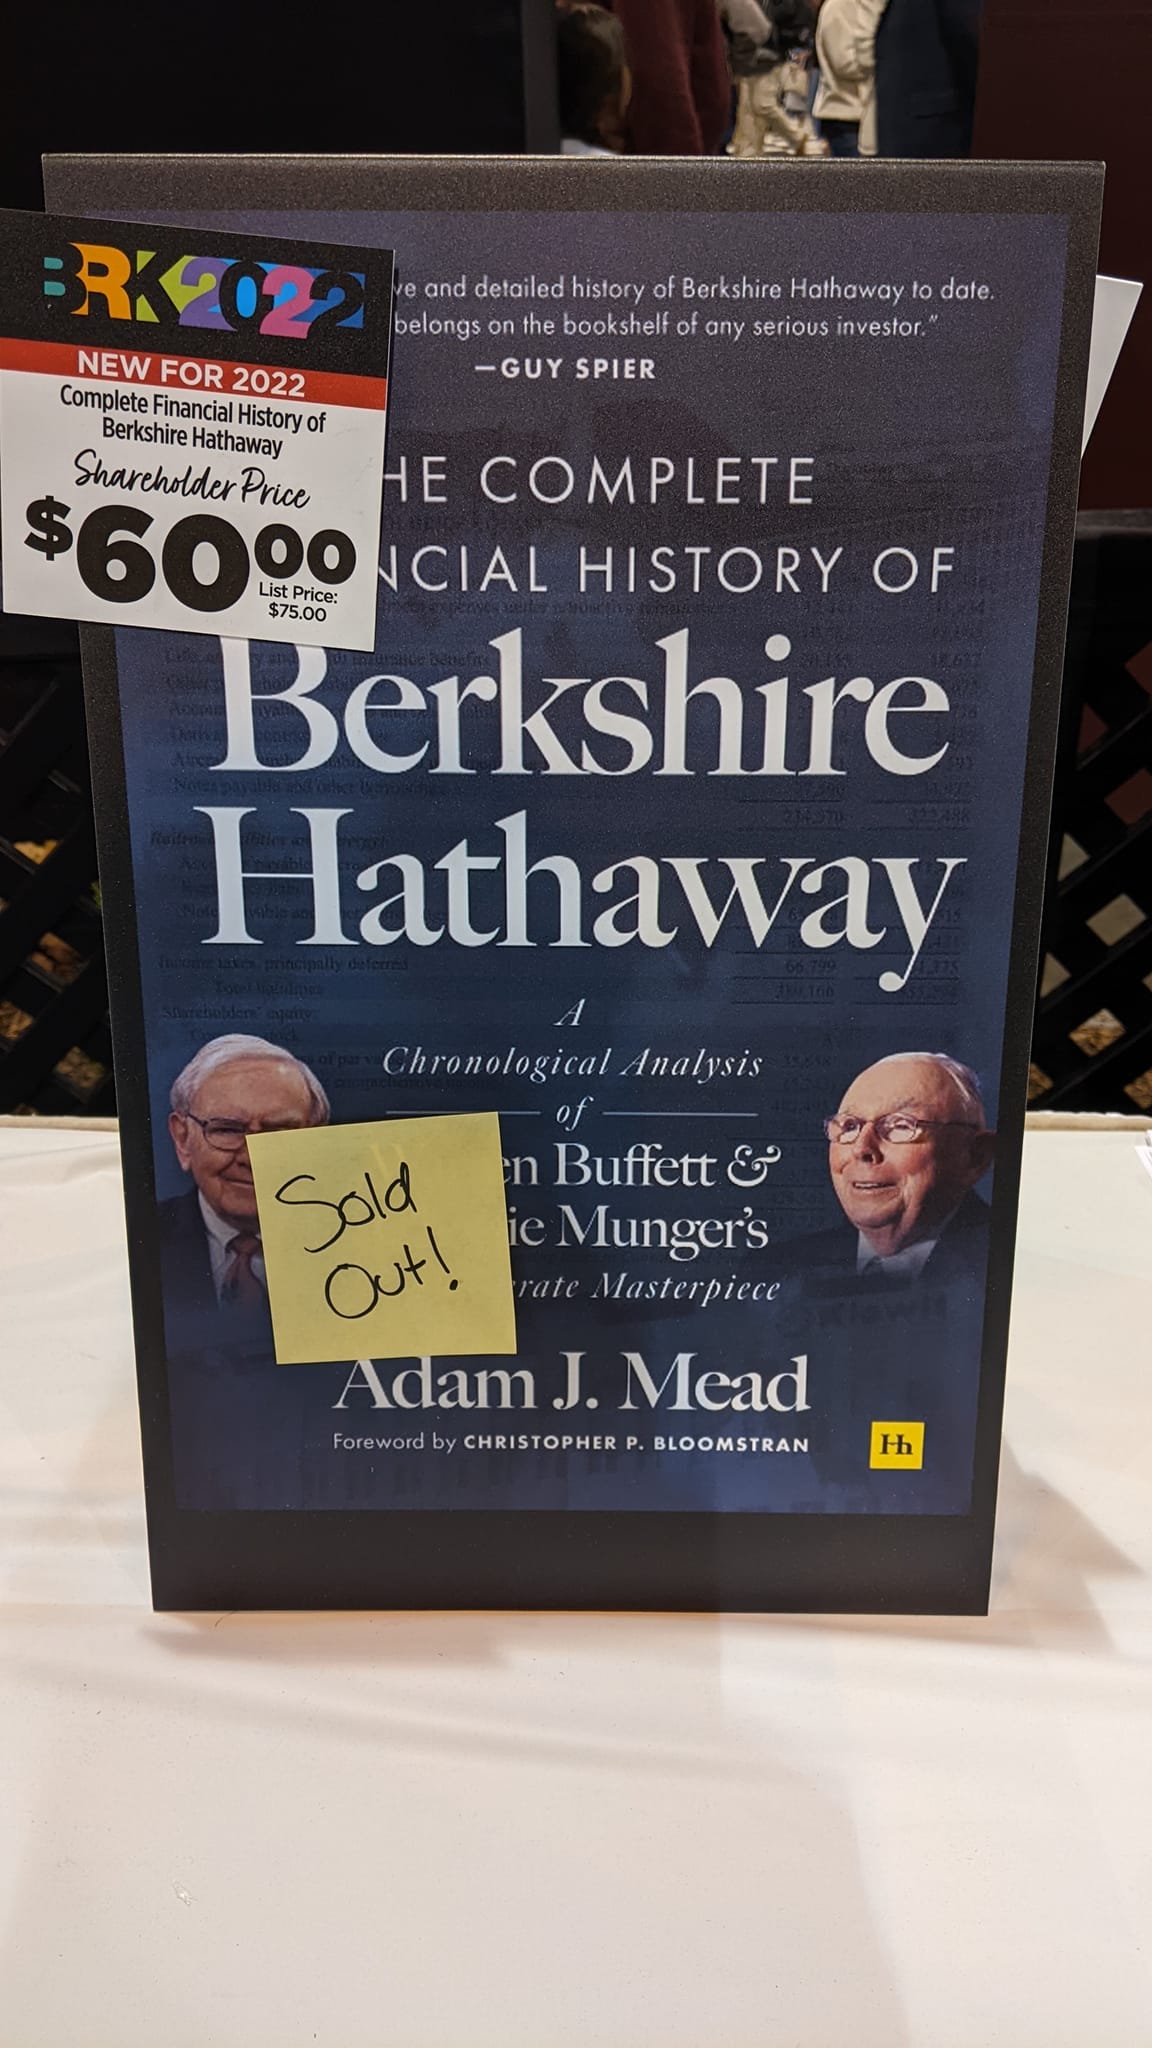 BRK2022
NEW FOR 2022
Complete Financial History of
Berkshire Hathaway
Shareholder Price
$60.00
List Price:
$75.00
ve and detailed history of Berkshire Hathaway to date.
belongs on the bookshelf of any serious investor.”
—GUY SPIER
HE COMPLETE
NCIAL HISTORY OF
Berkshire
Hathaway
A
Chronological Analysis
of
en Buffett &
ie Munger's
rate Masterpiece
Sold
Out!
Adam J. Mead
Foreword by CHRISTOPHER P. BLOOMSTRAN
Hh